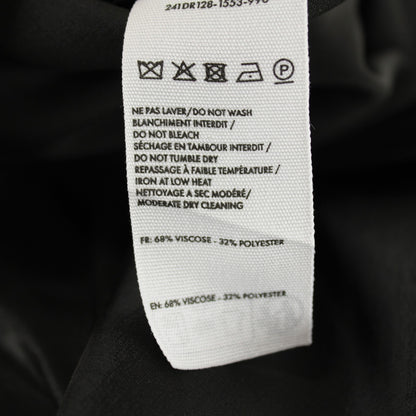 241DR128-1553-990
P
NE PAS LAVER/DO NOT WASH
BLANCHIMENT INTERDIT /
DO NOT BLEACH
SÉCHAGE EN TAMBOUR INTERDIT /
DO NOT TUMBLE DRY
REPASSAGE À FAIBLE TEMPÉRATURE /
IRON AT LOW HEAT
NETTOYAGE A SEC MODÉRÉ/
MODERATE DRY CLEANING
FR: 68% VISCOSE - 32% POLYESTER
EN: 68% VISCOSE - 32% POLYESTER